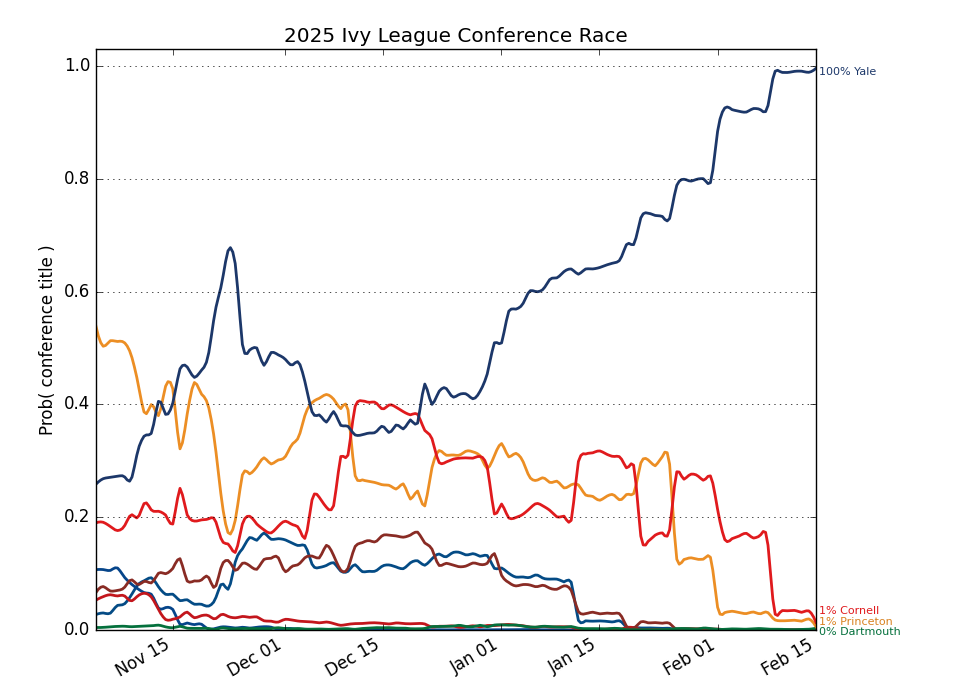 2025 Ivy League Conference Race
Prob( conference title )
1.0
0.8
0.6
0.4
0.2
0.0
Nov 15
Dec 01
Dec 15
Jan 01
Jan 15
Feb 01
Feb 15
100% Yale
1% Cornell
1% Princeton
0% Dartmouth